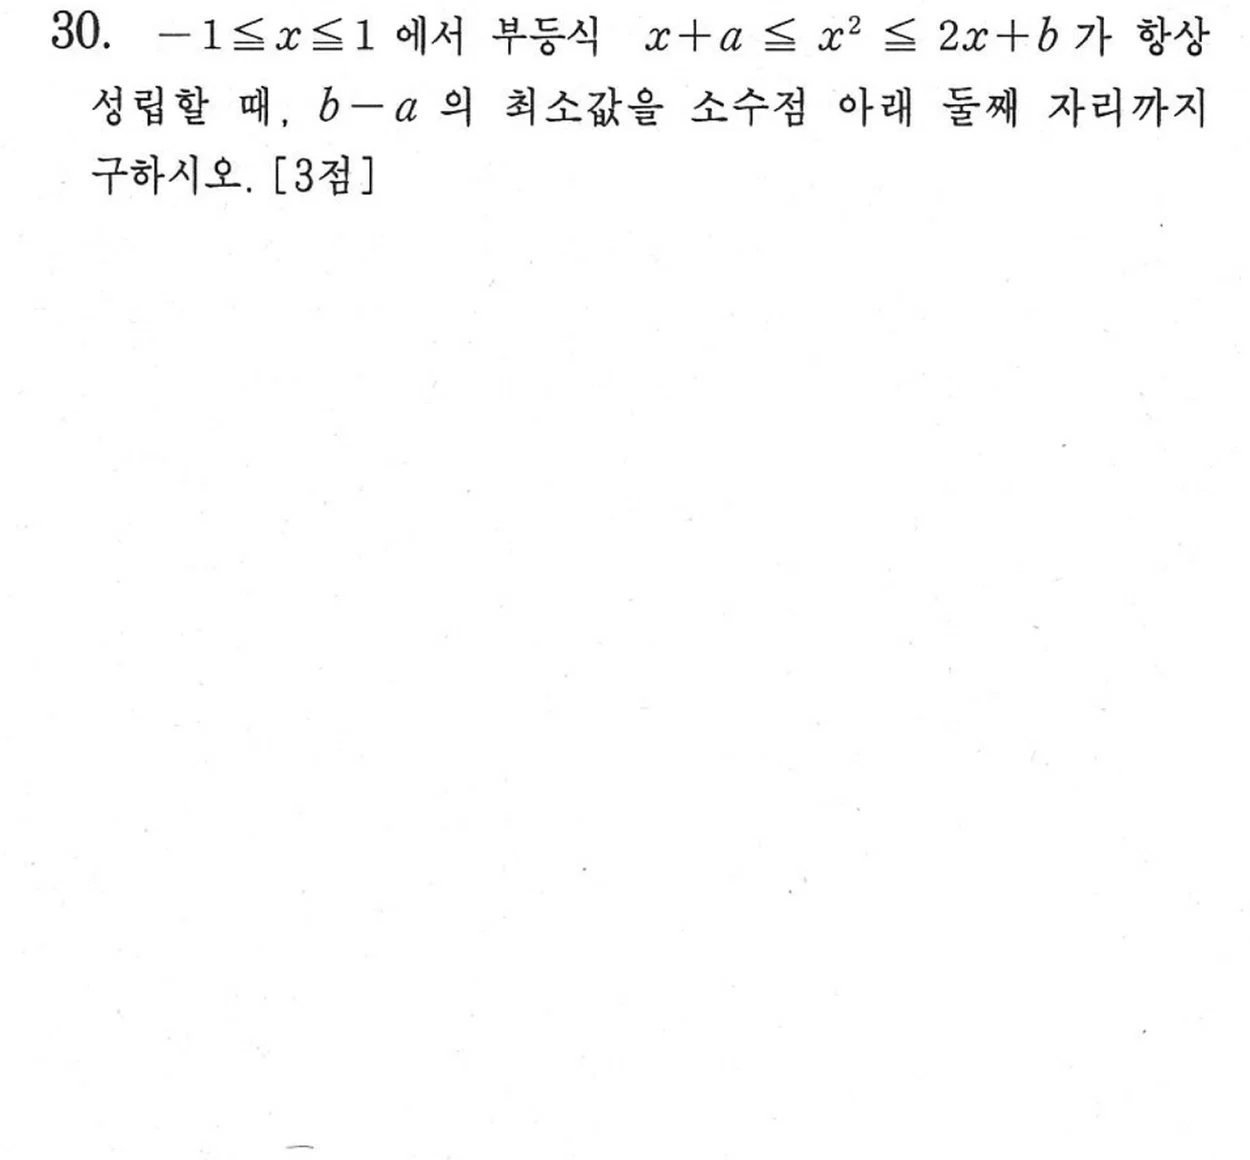 30. −1≦x≦1 에서 부등식 x+a ≦ x² ≦ 2x+b 가 항상
성립할 때, b−a 의 최소값을 소수점 아래 둘째 자리까지
구하시오. [3점]